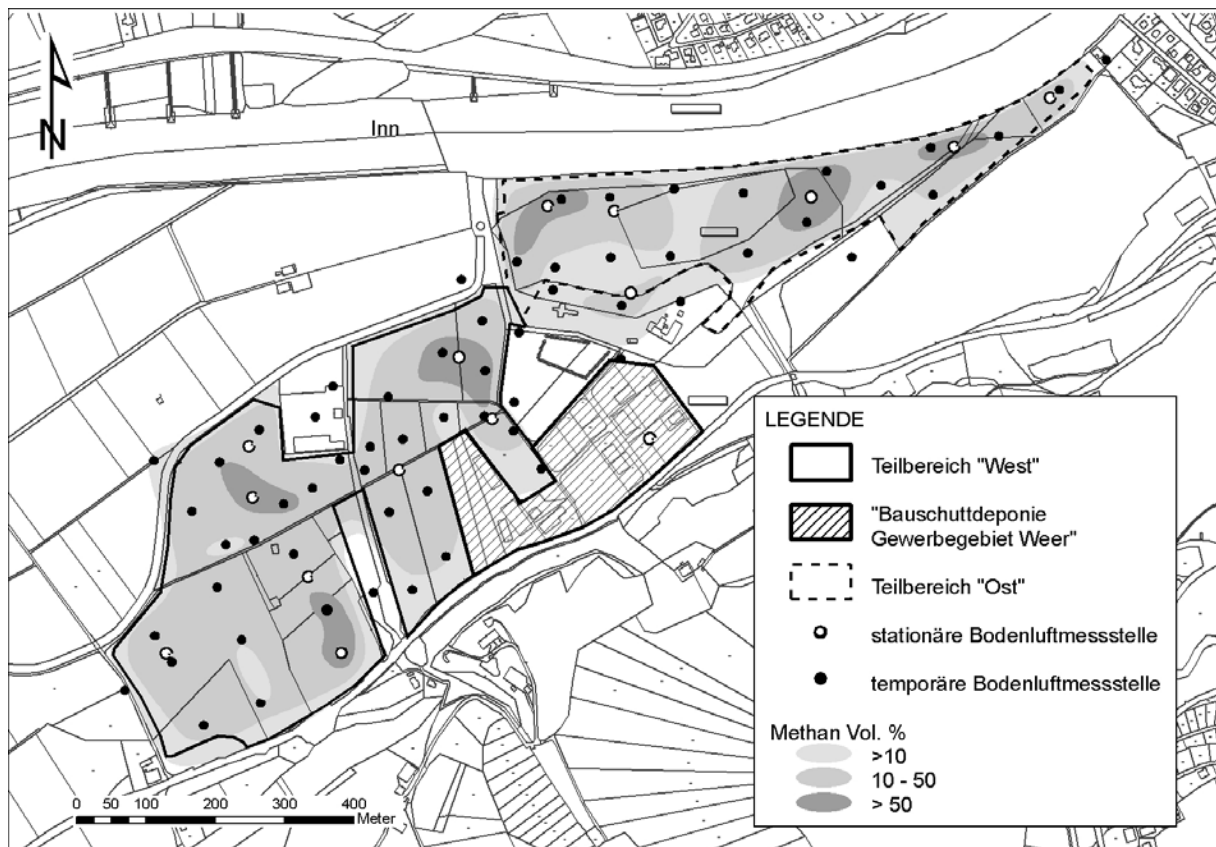 N
Inn
LEGENDE
Teilbereich "West"
"Bauschuttdeponie
Gewerbegebiet Weer"
Teilbereich "Ost"
stationäre Bodenluftmessstelle
temporäre Bodenluftmessstelle
Methan Vol. %
>10
10 - 50
> 50
0 50 100 200 300 400
Meter